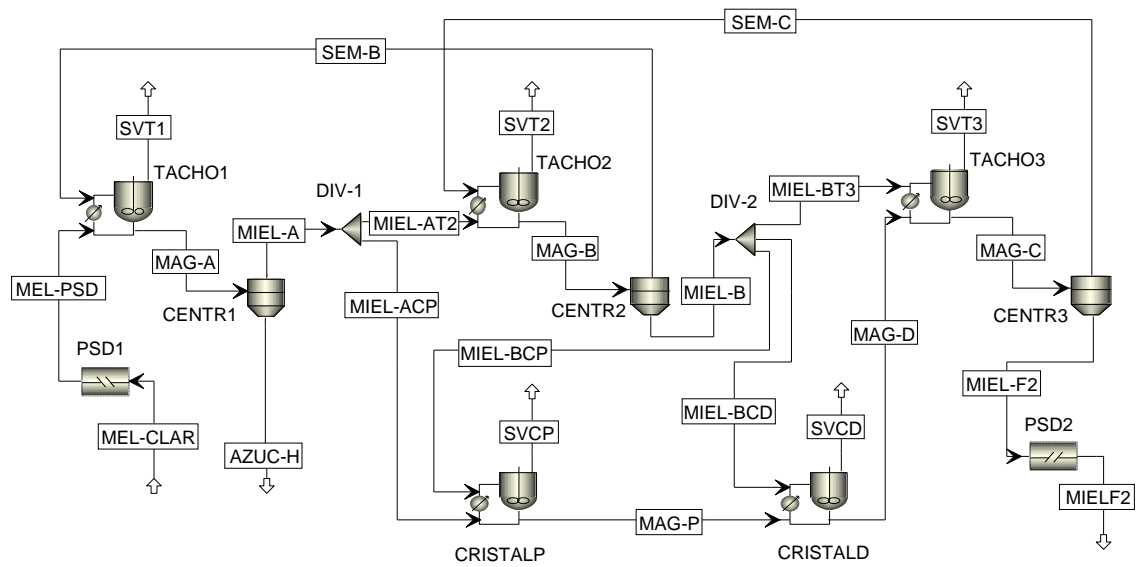 SEM-C
SEM-B
SVT1
SVT2
SVT3
TACHO1
TACHO2
TACHO3
DIV-1
MIEL-BT3
DIV-2
MIEL-A
MIEL-AT2
MAG-A
MAG-B
MAG-C
MEL-PSD
CENTR1
MIEL-ACP
CENTR2
MIEL-B
CENTR3
MAG-D
PSD1
MIEL-BCP
MIEL-F2
MEL-CLAR
MIEL-BCD
PSD2
SVCP
SVCD
AZUC-H
MIELF2
MAG-P
CRISTALP
CRISTALD